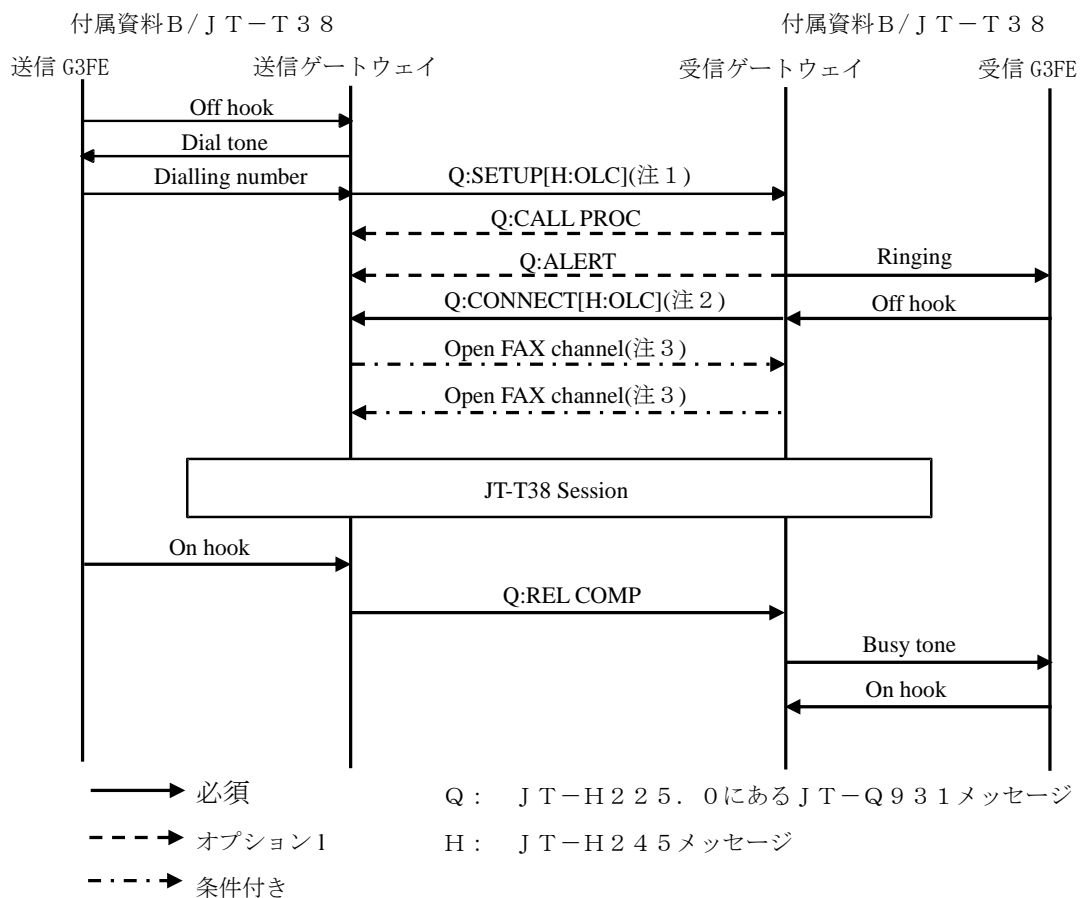 付属資料B/JT-T38 付属資料B/JT-T38
送信 G3FE 送信ゲートウェイ 受信ゲートウェイ 受信 G3FE
Off hook
Dial tone
Dialling number Q:SETUP[H:OLC](注1)
Q:CALL PROC
Q:ALERT Ringing
Q:CONNECT[H:OLC](注2) Off hook
Open FAX channel(注3)
Open FAX channel(注3)
JT-T38 Session
On hook
Q:REL COMP
Busy tone
On hook
必須 Q: JT-H225.0にあるJT-Q931メッセージ
オプション1 H: JT-H245メッセージ
条件付き